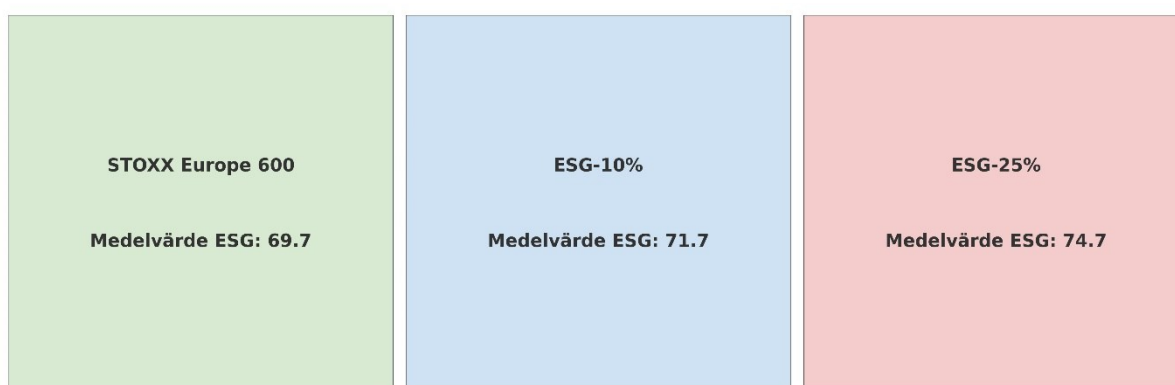 STOXX Europe 600
Medelvärde ESG: 69.7
ESG-10%
Medelvärde ESG: 71.7
ESG-25%
Medelvärde ESG: 74.7